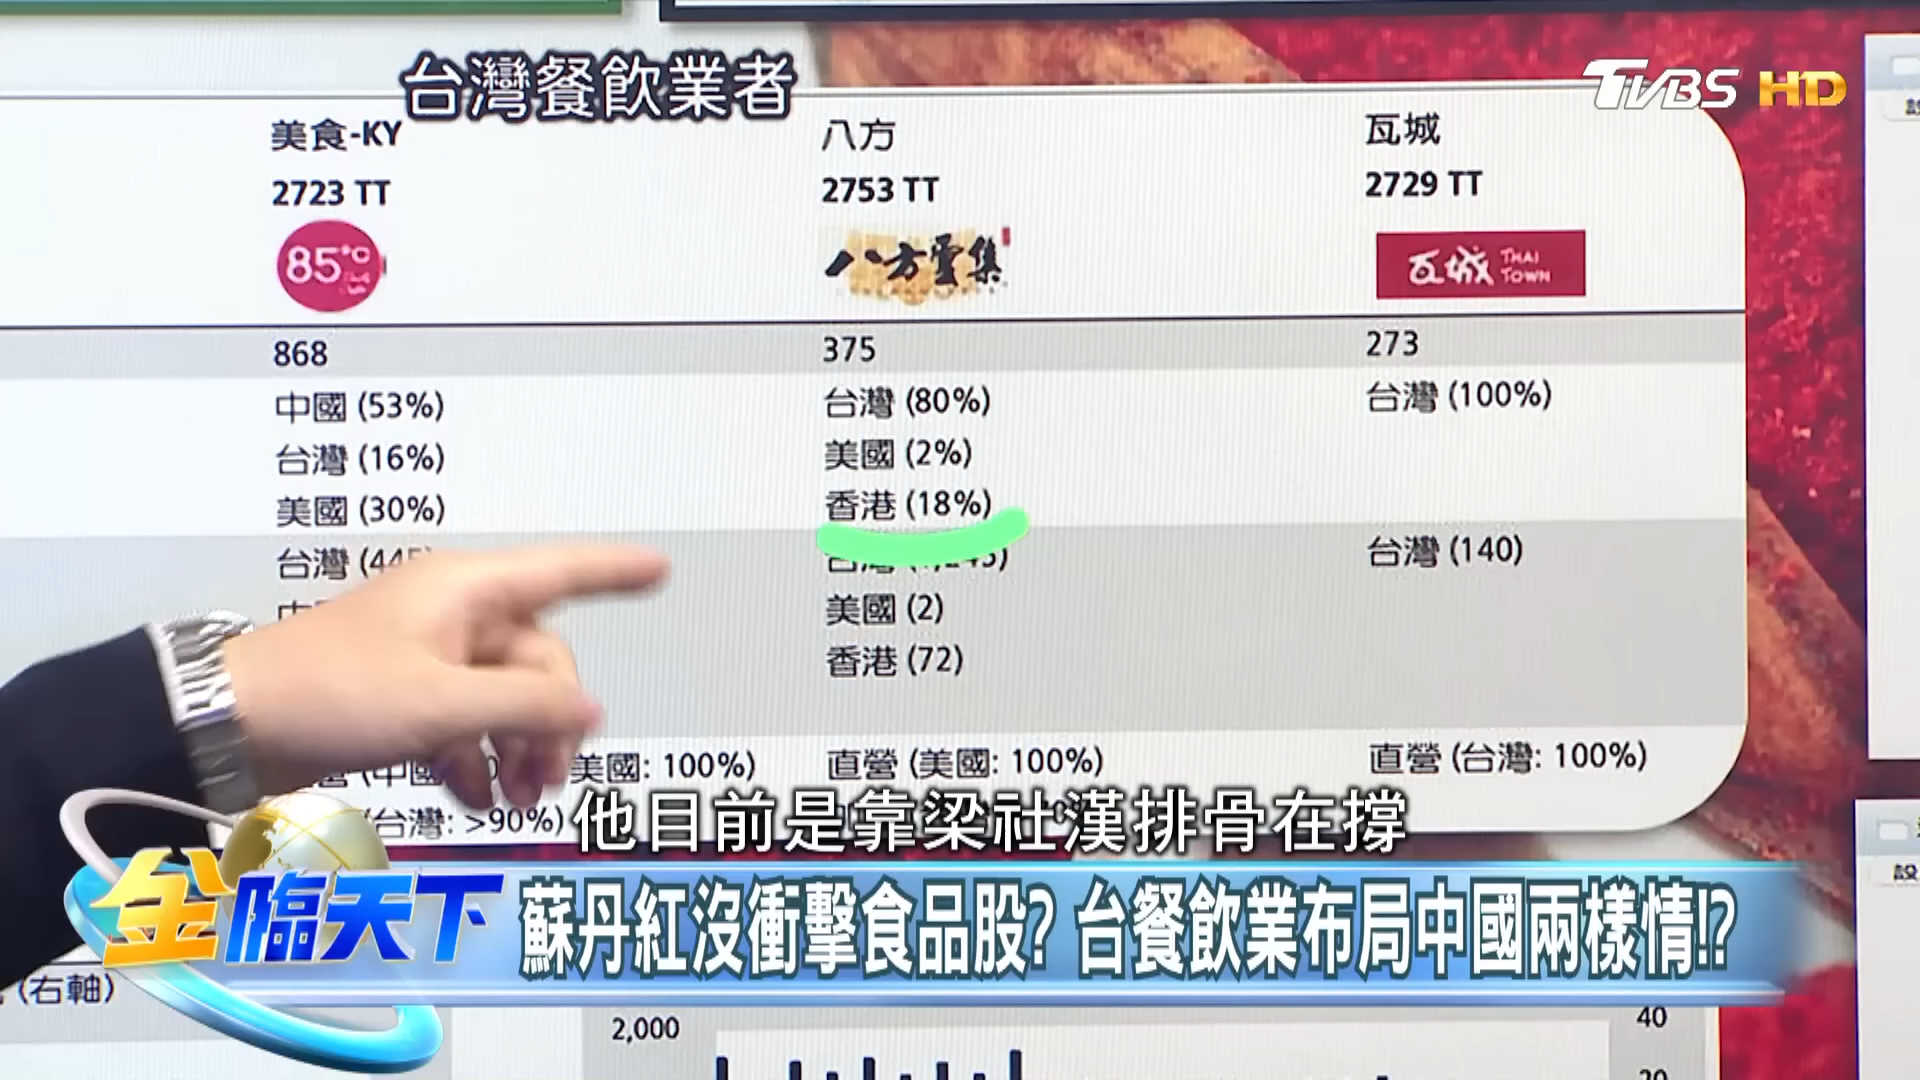 台灣餐飲業者
TVBS HD
美食-KY
2723 TT
85°C
八方
2753 TT
八方雲集
瓦城
2729 TT
瓦城 THAI TOWN
868
375
273
中國 (53%)
台灣 (80%)
台灣 (100%)
台灣 (16%)
美國 (2%)
美國 (30%)
香港 (18%)
台灣
台灣 (140)
美國 (2)
香港 (72)
美國: 100%)
直營 (美國: 100%)
直營 (台灣: 100%)
(台灣: >90%)
他目前是靠梁社漢排骨在撐
金臨天下
蘇丹紅沒衝擊食品股? 台餐飲業布局中國兩樣情!?
(右軸)
2,000
40
設